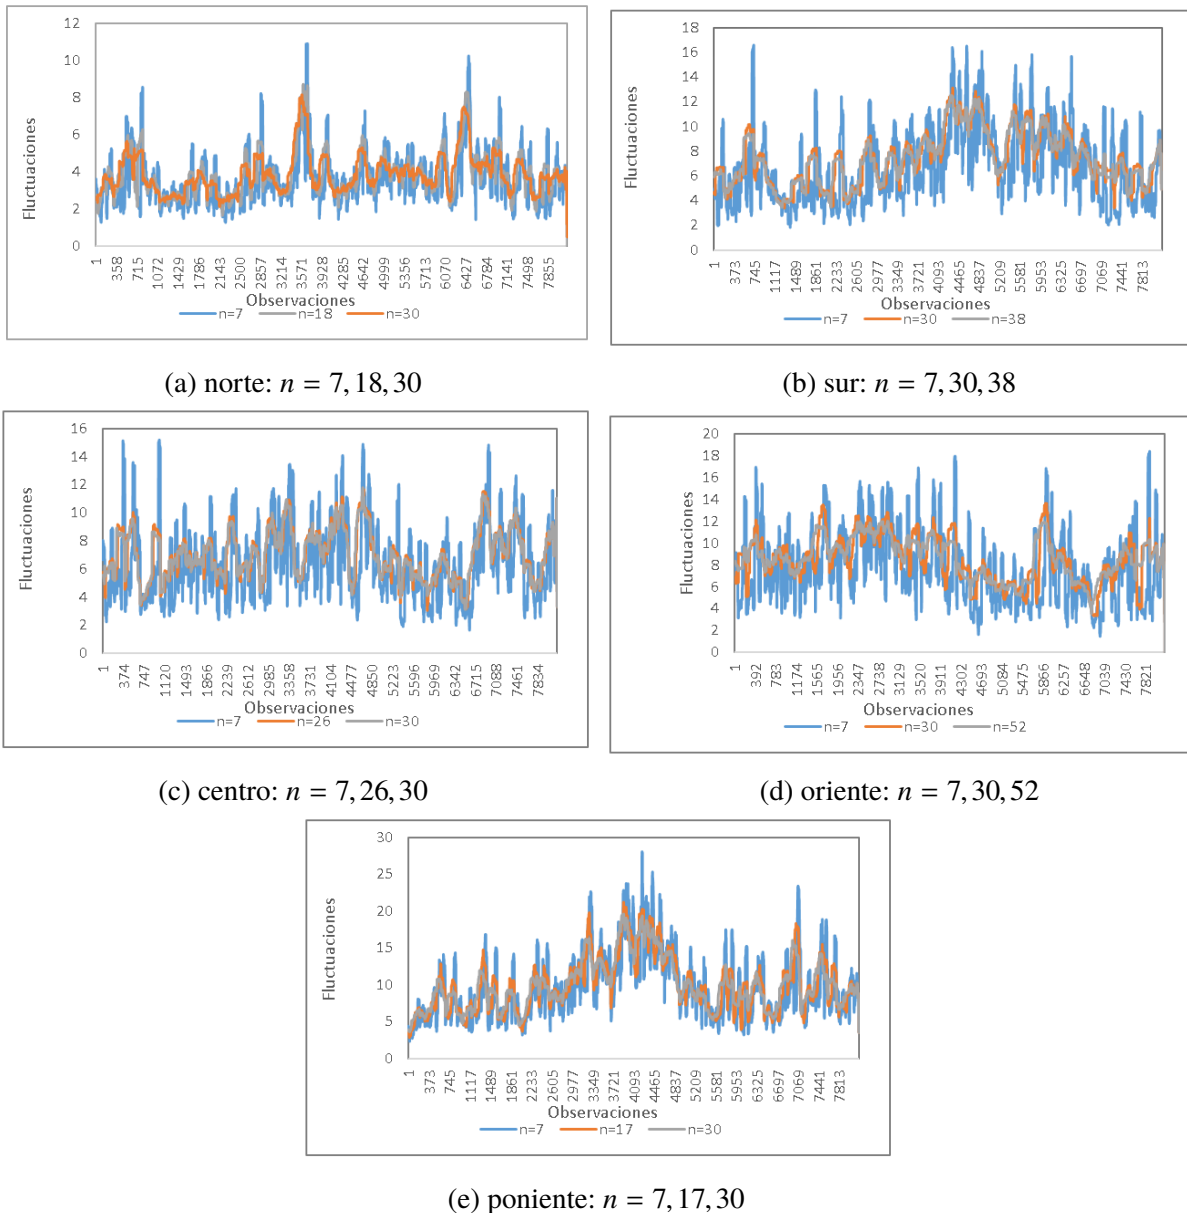 12
10
8
6
4
2
0
Fluctuaciones
1 358 715 1072 1429 1786 2143 2500 2857 3214 3571 3928 4285 4642 4999 5356 5713 6070 6427 6784 7141 7498 7855
Observaciones
n=7 n=18 n=30
(a) norte: n = 7, 18, 30
18
16
14
12
10
8
6
4
2
0
Fluctuaciones
1 373 745 1117 1489 1861 2233 2605 2977 3349 3721 4093 4465 4837 5209 5581 5953 6325 6697 7069 7441 7813
Observaciones
n=7 n=30 n=38
(b) sur: n = 7, 30, 38
16
14
12
10
8
6
4
2
0
Fluctuaciones
1 374 747 1120 1493 1866 2239 2612 2985 3358 3731 4104 4477 4850 5223 5596 5969 6342 6715 7088 7461 7834
Observaciones
n=7 n=26 n=30
(c) centro: n = 7, 26, 30
20
18
16
14
12
10
8
6
4
2
0
Fluctuaciones
1 392 783 1174 1565 1956 2347 2738 3129 3520 3911 4302 4693 5084 5475 5866 6257 6648 7039 7430 7821
Observaciones
n=7 n=30 n=52
(d) oriente: n = 7, 30, 52
30
25
20
15
10
5
0
Fluctuaciones
1 373 745 1117 1489 1861 2233 2605 2977 3349 3721 4093 4465 4837 5209 5581 5953 6325 6697 7069 7441 7813
Observaciones
n=7 n=17 n=30
(e) poniente: n = 7, 17, 30